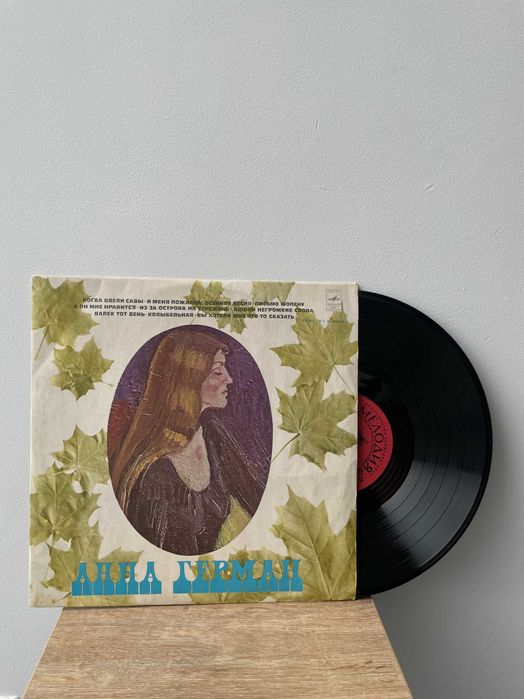 КОГДА ЦВЕЛИ САДЫ · И МЕНЯ ПОЖАЛЕЙ · ОСЕННЯЯ ПЕСНЯ · ПИСЬМО ШОПЕНУ
А ОН МНЕ НРАВИТСЯ · ИЗ-ЗА ОСТРОВА НА СТРЕЖЕНЬ · ЛЮБВИ НЕГРОМКИЕ СЛОВА
ДАЛЕК ТОТ ДЕНЬ · КОЛЫБЕЛЬНАЯ · ВЫ ХОТЕЛИ МНЕ ЧТО-ТО СКАЗАТЬ
АННА ГЕРМАН
МЕЛОДИЯ